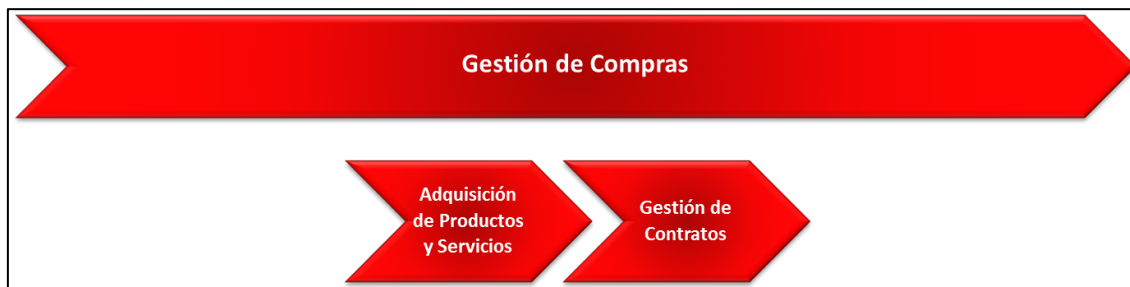 Gestión de Compras
Adquisición
de Productos
y Servicios
Gestión de
Contratos